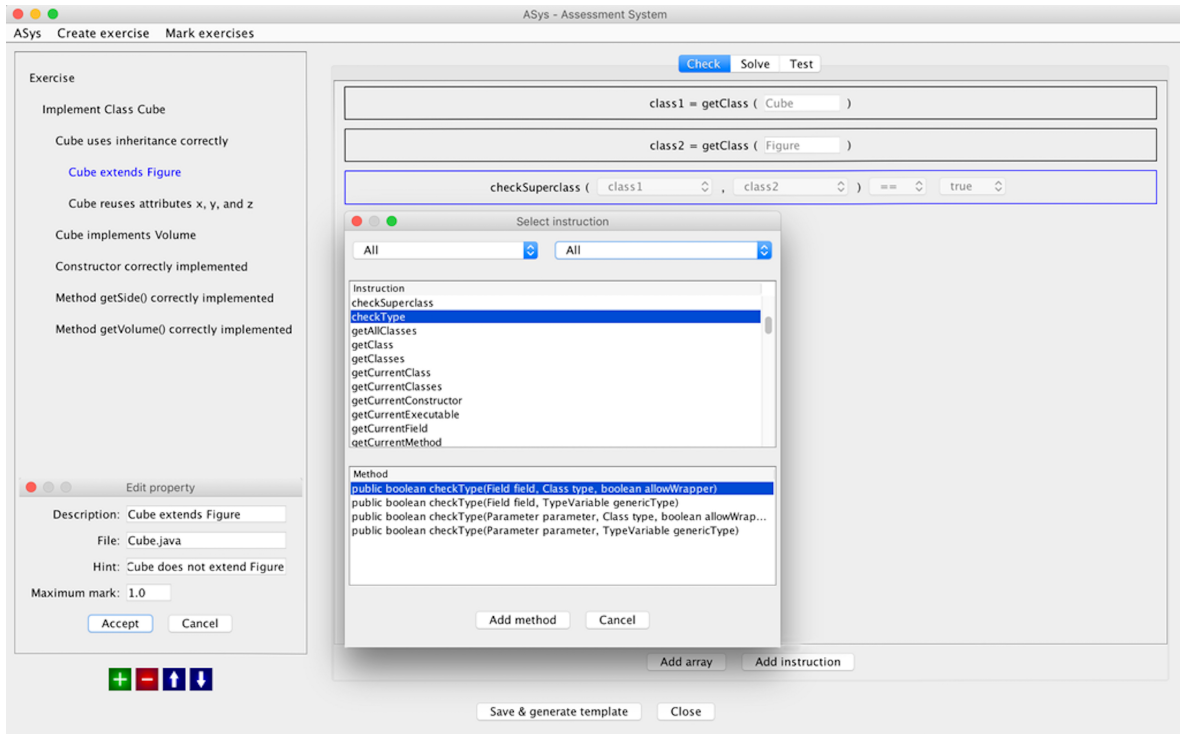 ASys - Assessment System
ASys Create exercise Mark exercises
Exercise
Implement Class Cube
Cube uses inheritance correctly
Cube extends Figure
Cube reuses attributes x, y, and z
Cube implements Volume
Constructor correctly implemented
Method getSide() correctly implemented
Method getVolume() correctly implemented
Edit property
Description: Cube extends Figure
File: Cube.java
Hint: Cube does not extend Figure
Maximum mark: 1.0
Accept Cancel
Check Solve Test
class1 = getClass ( Cube )
class2 = getClass ( Figure )
checkSuperclass ( class1 , class2 ) == true
Select instruction
All All
Instruction
checkSuperclass
checkType
getAllClasses
getClass
getClasses
getCurrentClass
getCurrentClasses
getCurrentConstructor
getCurrentExecutable
getCurrentField
getCurrentMethod
Method
public boolean checkType(Field field, Class type, boolean allowWrapper)
public boolean checkType(Field field, TypeVariable genericType)
public boolean checkType(Parameter parameter, Class type, boolean allowWrap...
public boolean checkType(Parameter parameter, TypeVariable genericType)
Add method Cancel
Add array Add instruction
Save & generate template Close